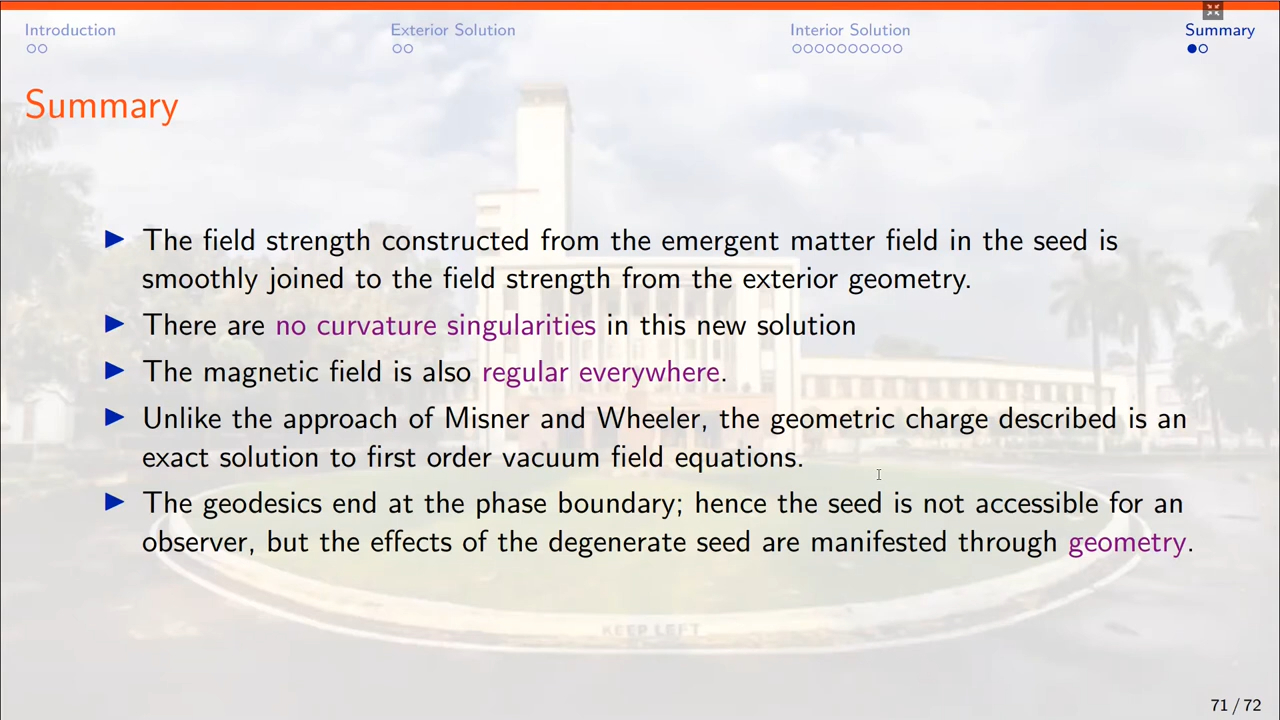 Introduction
Exterior Solution
Interior Solution
Summary
Summary
The field strength constructed from the emergent matter field in the seed is
smoothly joined to the field strength from the exterior geometry.
There are no curvature singularities in this new solution
The magnetic field is also regular everywhere.
Unlike the approach of Misner and Wheeler, the geometric charge described is an
exact solution to first order vacuum field equations.
The geodesics end at the phase boundary; hence the seed is not accessible for an
observer, but the effects of the degenerate seed are manifested through geometry.
KEEP LEFT
71 / 72